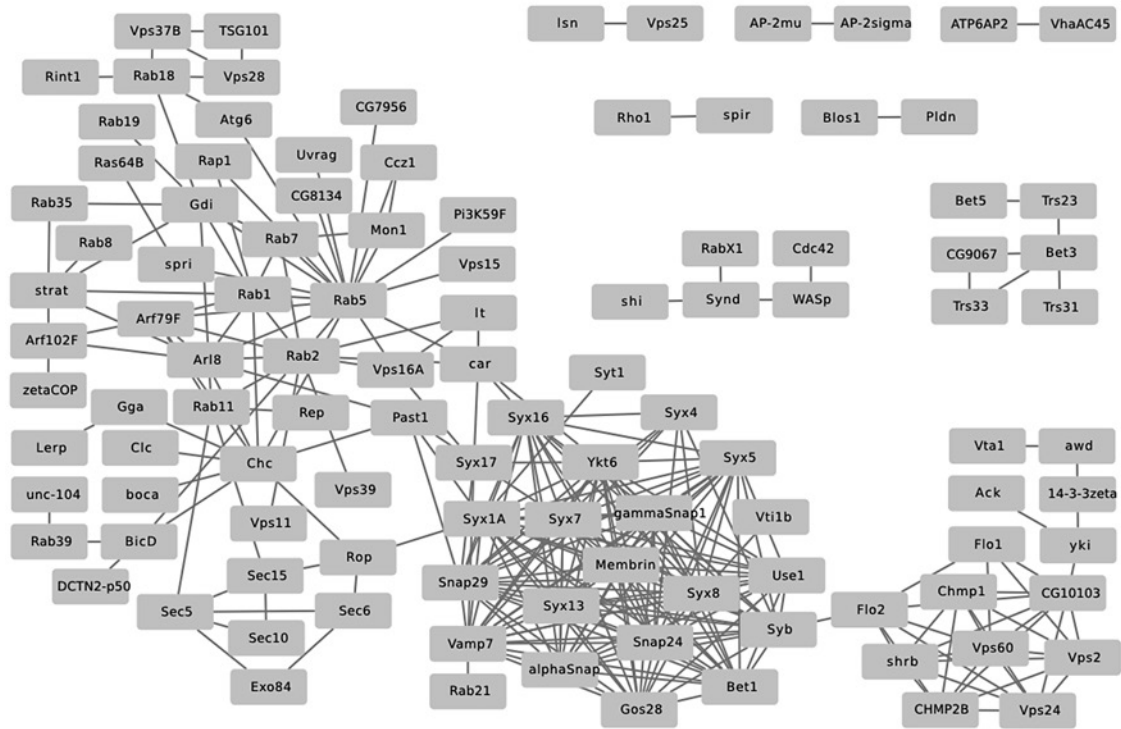 Vps37B
TSG101
lsn
Vps25
AP-2mu
AP-2sigma
ATP6AP2
VhaAC45
Rint1
Rab18
Vps28
Rab19
Atg6
CG7956
Rho1
spir
Blos1
Pldn
Ras64B
Rap1
Uvrag
Ccz1
Rab35
Gdi
CG8134
Bet5
Trs23
Rab8
Rab7
Mon1
Pi3K59F
RabX1
Cdc42
CG9067
Bet3
spri
Vps15
strat
Rab1
Rab5
shi
Synd
WASp
Trs33
Trs31
Arf79F
lt
Arf102F
Arl8
Rab2
Vps16A
car
zetaCOP
Syt1
Gga
Rab11
Rep
Past1
Syx16
Syx4
Lerp
Clc
Chc
Syx17
Ykt6
Syx5
Vta1
awd
unc-104
boca
Vps39
Ack
14-3-3zeta
Vps11
Syx1A
Syx7
gammaSnap1
Vti1b
Rab39
BicD
Rop
Flo1
yki
DCTN2-p50
Sec15
Snap29
Membrin
Use1
Chmp1
CG10103
Sec5
Sec6
Syx13
Syx8
Flo2
Sec10
Vamp7
Snap24
Syb
shrb
Vps60
Vps2
Exo84
Rab21
alphaSnap
Bet1
Gos28
CHMP2B
Vps24